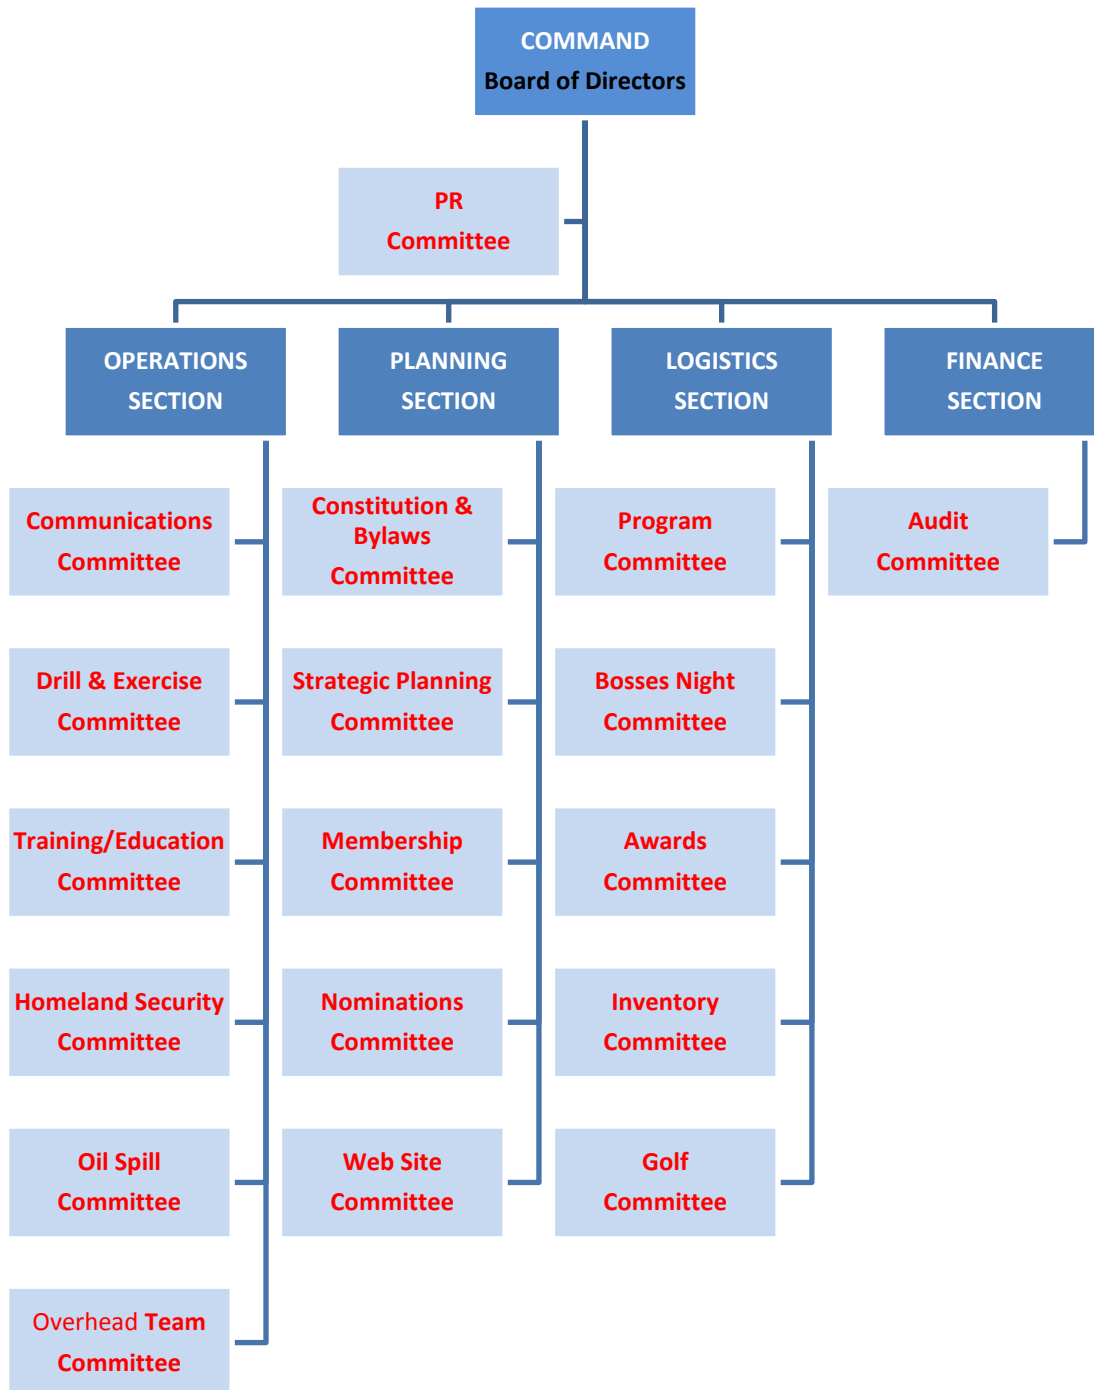 COMMAND
Board of Directors
PR
Committee
OPERATIONS
SECTION
PLANNING
SECTION
LOGISTICS
SECTION
FINANCE
SECTION
Communications
Committee
Constitution &
Bylaws
Committee
Program
Committee
Audit
Committee
Drill & Exercise
Committee
Strategic Planning
Committee
Bosses Night
Committee
Training/Education
Committee
Membership
Committee
Awards
Committee
Homeland Security
Committee
Nominations
Committee
Inventory
Committee
Oil Spill
Committee
Web Site
Committee
Golf
Committee
Overhead Team
Committee